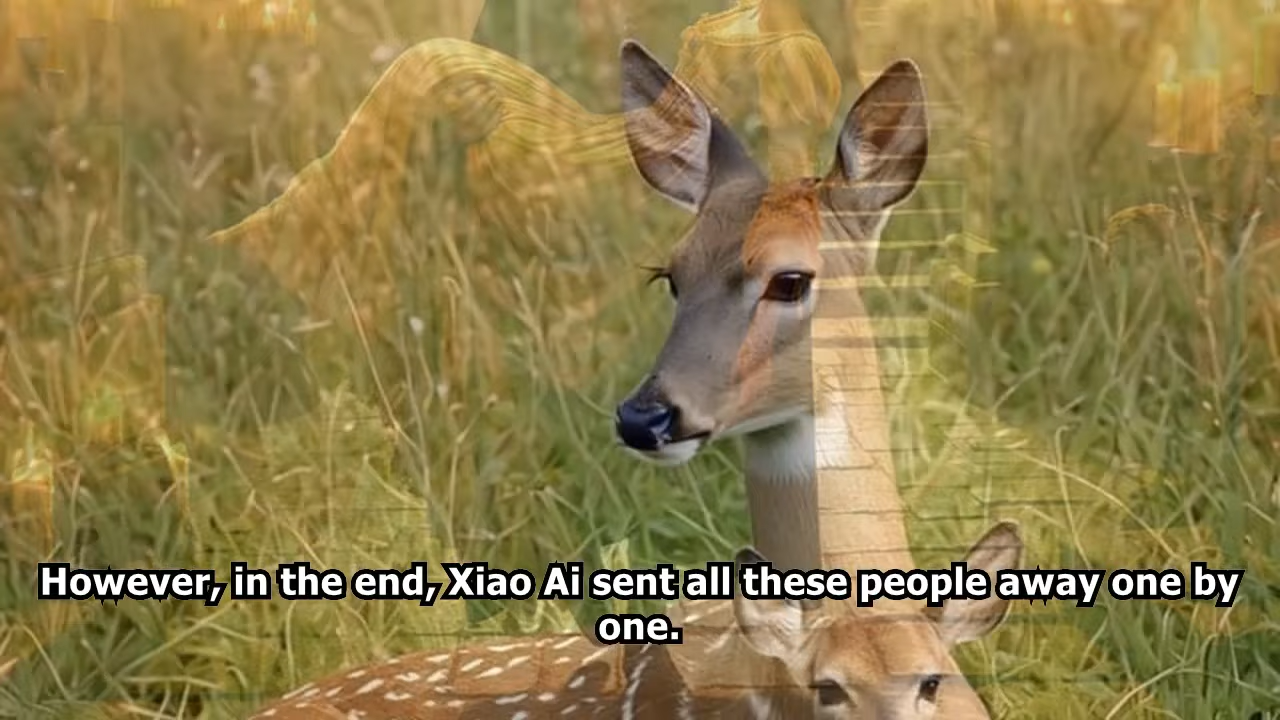 However, in the end, Xiao Ai sent all these people away one by
one.